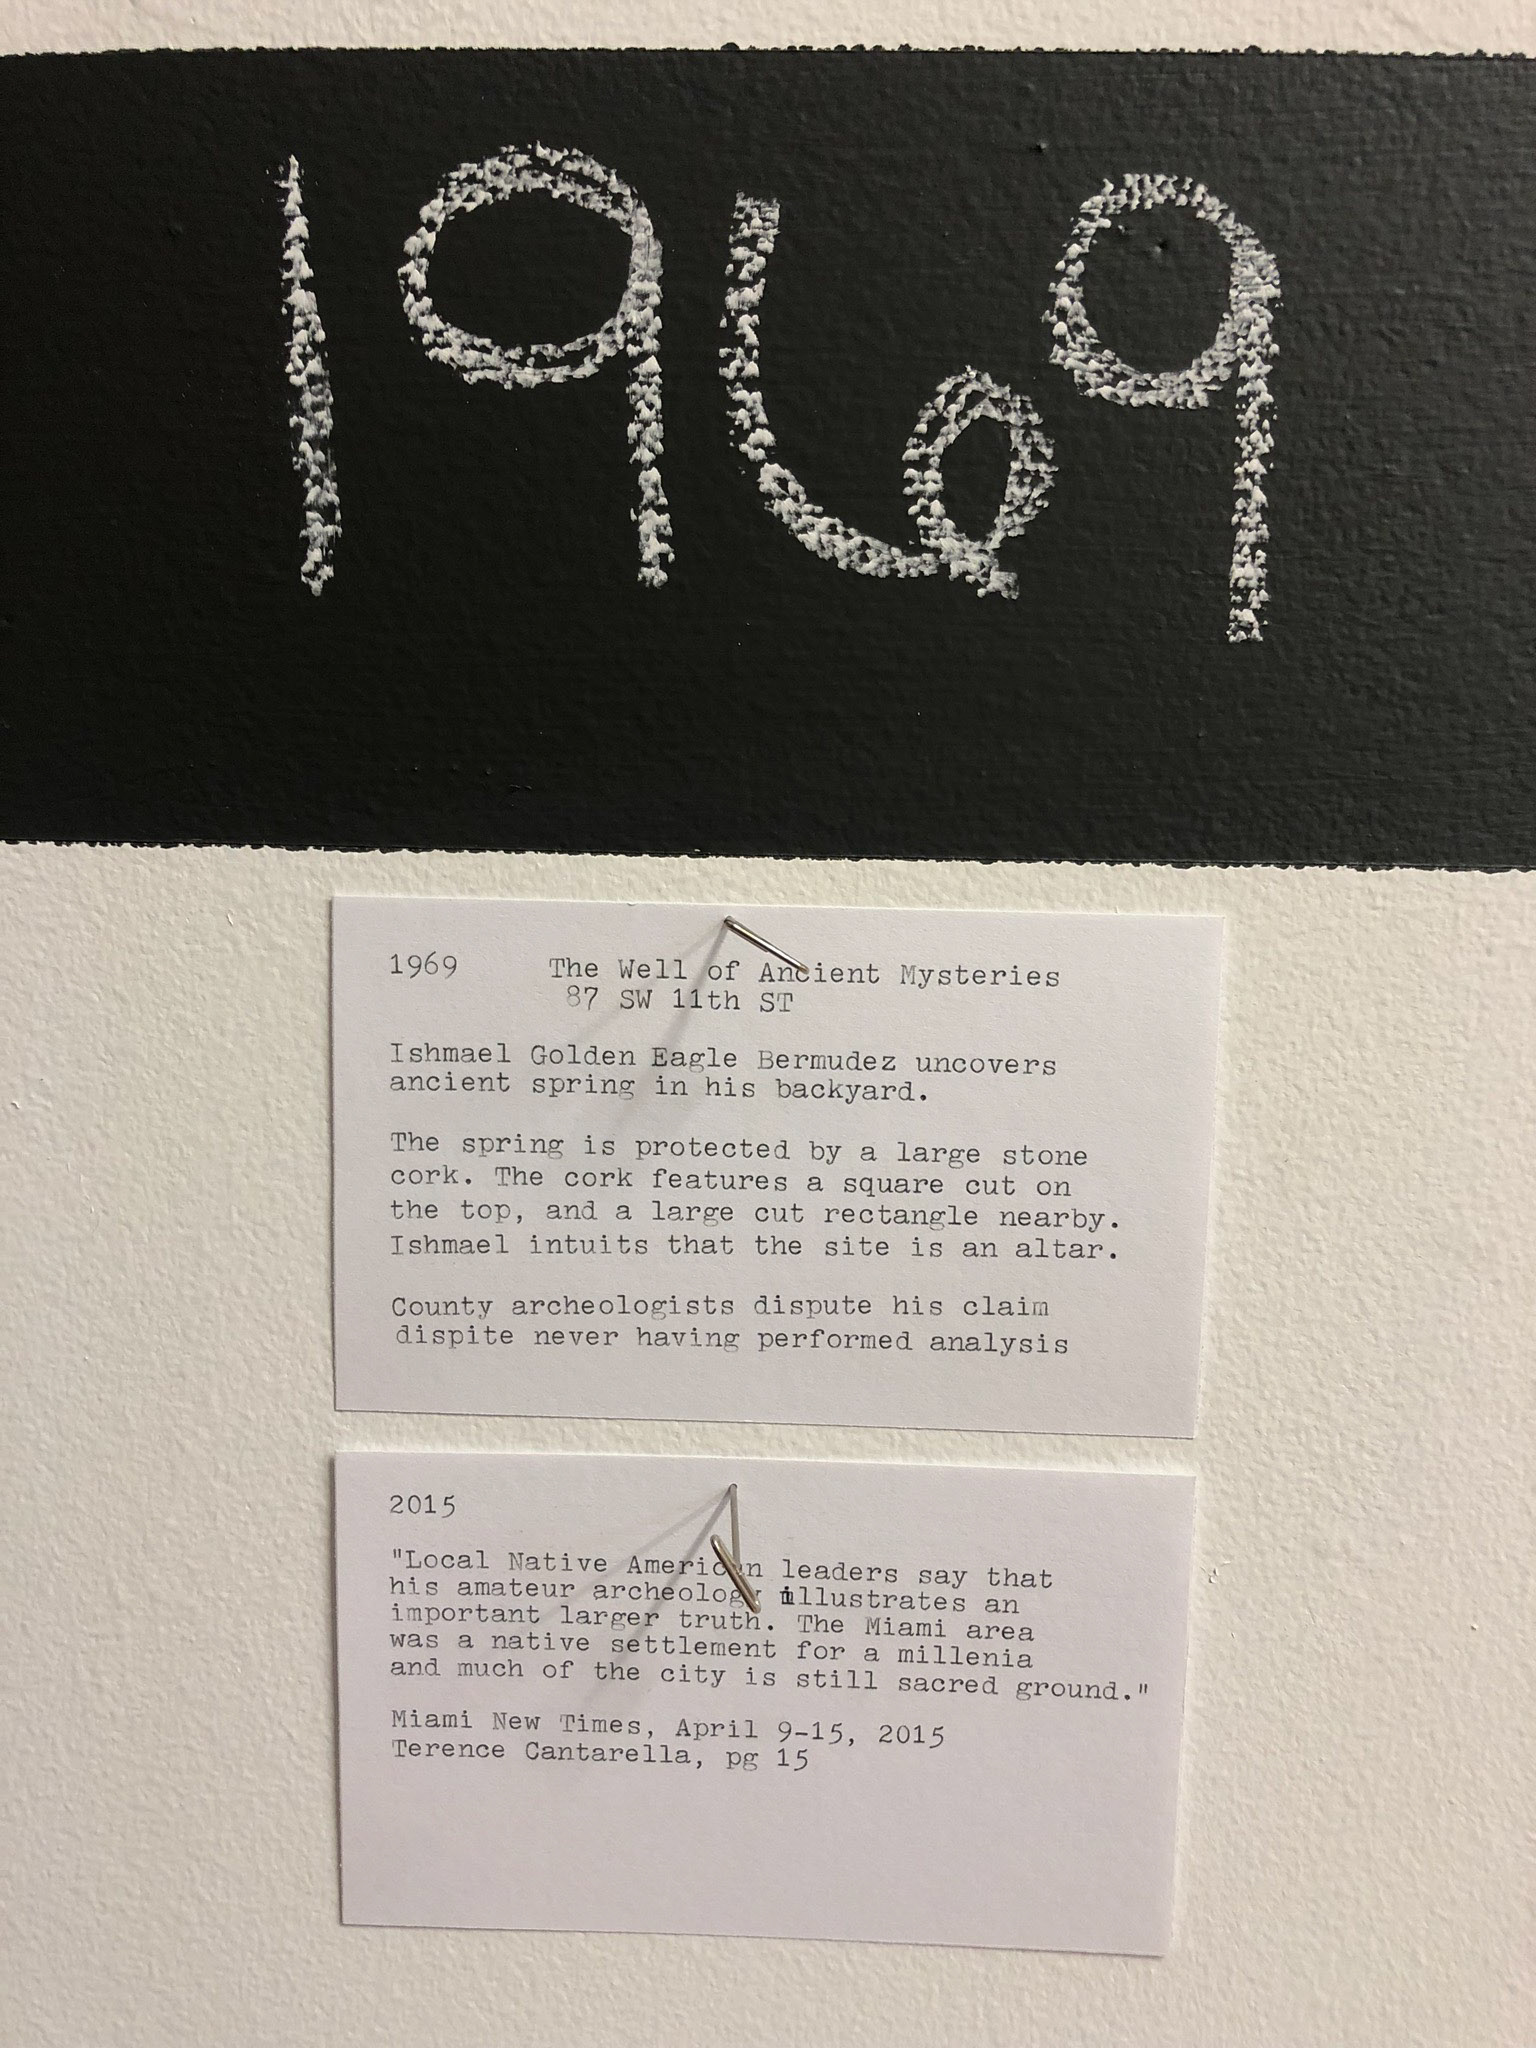 1969
1969 The Well of Ancient Mysteries
87 SW 11th ST
Ishmael Golden Eagle Bermudez uncovers
ancient spring in his backyard.
The spring is protected by a large stone
cork. The cork features a square cut on
the top, and a large cut rectangle nearby.
Ishmael intuits that the site is an altar.
County archeologists dispute his claim
dispite never having performed analysis
2015
"Local Native American leaders say that
his amateur archeology illustrates an
important larger truth. The Miami area
was a native settlement for a millenia
and much of the city is still sacred ground."
Miami New Times, April 9-15, 2015
Terence Cantarella, pg 15